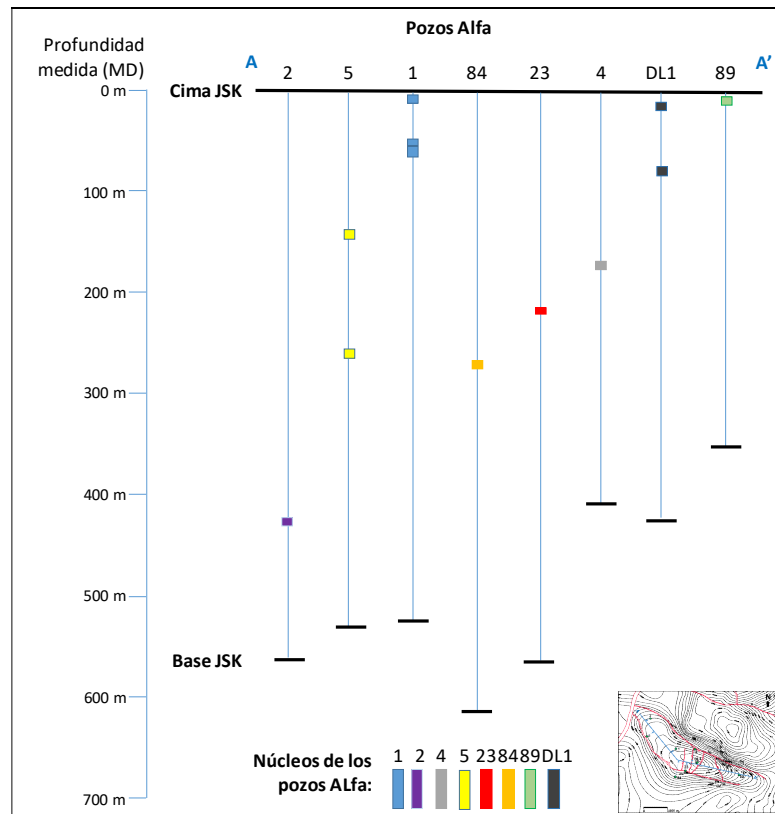 Pozos Alfa
Profundidad
medida (MD)
A 2 5 1 84 23 4 DL1 89 A'
0 m
Cima JSK
100 m
200 m
300 m
400 m
500 m
Base JSK
600 m
700 m
Núcleos de los
pozos ALfa:
1 2 4 5 23 84 89 DL1
N